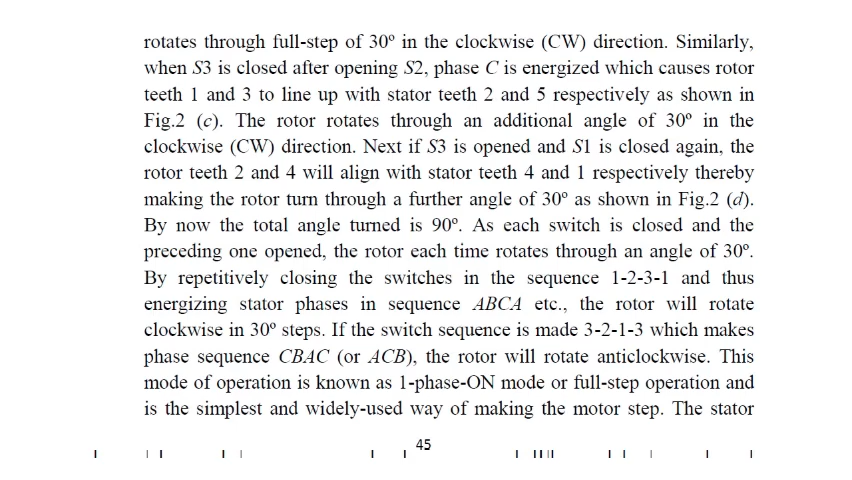 rotates through full-step of 30º in the clockwise (CW) direction. Similarly,
when S3 is closed after opening S2, phase C is energized which causes rotor
teeth 1 and 3 to line up with stator teeth 2 and 5 respectively as shown in
Fig.2 (c). The rotor rotates through an additional angle of 30º in the
clockwise (CW) direction. Next if S3 is opened and S1 is closed again, the
rotor teeth 2 and 4 will align with stator teeth 4 and 1 respectively thereby
making the rotor turn through a further angle of 30º as shown in Fig.2 (d).
By now the total angle turned is 90º. As each switch is closed and the
preceding one opened, the rotor each time rotates through an angle of 30º.
By repetitively closing the switches in the sequence 1-2-3-1 and thus
energizing stator phases in sequence ABCA etc., the rotor will rotate
clockwise in 30º steps. If the switch sequence is made 3-2-1-3 which makes
phase sequence CBAC (or ACB), the rotor will rotate anticlockwise. This
mode of operation is known as 1-phase-ON mode or full-step operation and
is the simplest and widely-used way of making the motor step. The stator
45